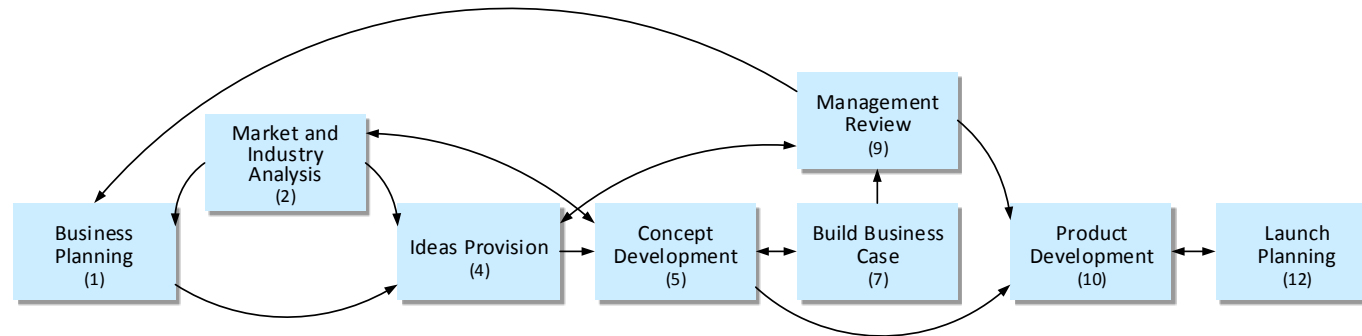 Management
Review
(9)
Market and
Industry
Analysis
(2)
Business
Planning
(1)
Ideas Provision
(4)
Concept
Development
(5)
Build Business
Case
(7)
Product
Development
(10)
Launch
Planning
(12)